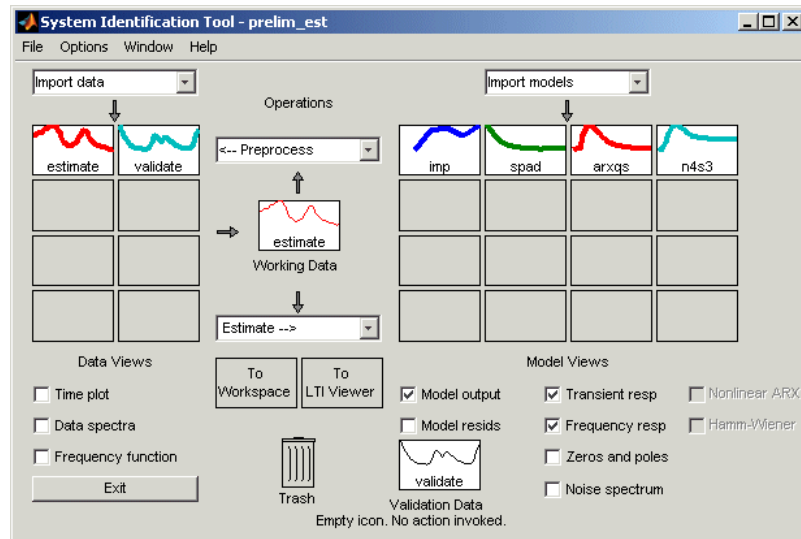 System Identification Tool - prelim_est
File Options Window Help
Import data
Import models
Operations
estimate
validate
<-- Preprocess
imp
spad
arxqs
n4s3
estimate
Working Data
Estimate -->
Data Views
Model Views
To Workspace
To LTI Viewer
Time plot
Data spectra
Frequency function
Exit
Model output
Model resids
Transient resp
Frequency resp
Zeros and poles
Noise spectrum
Nonlinear ARX
Hamm-Wiener
Trash
validate
Validation Data
Empty icon. No action invoked.